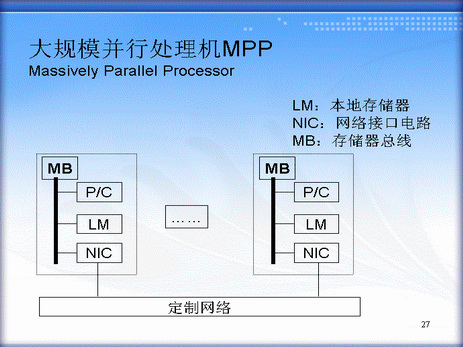 大规模并行处理机MPP
Massively Parallel Processor
LM：本地存储器
NIC：网络接口电路
MB：存储器总线
MB
P/C
LM
NIC
……
MB
P/C
LM
NIC
定制网络
27